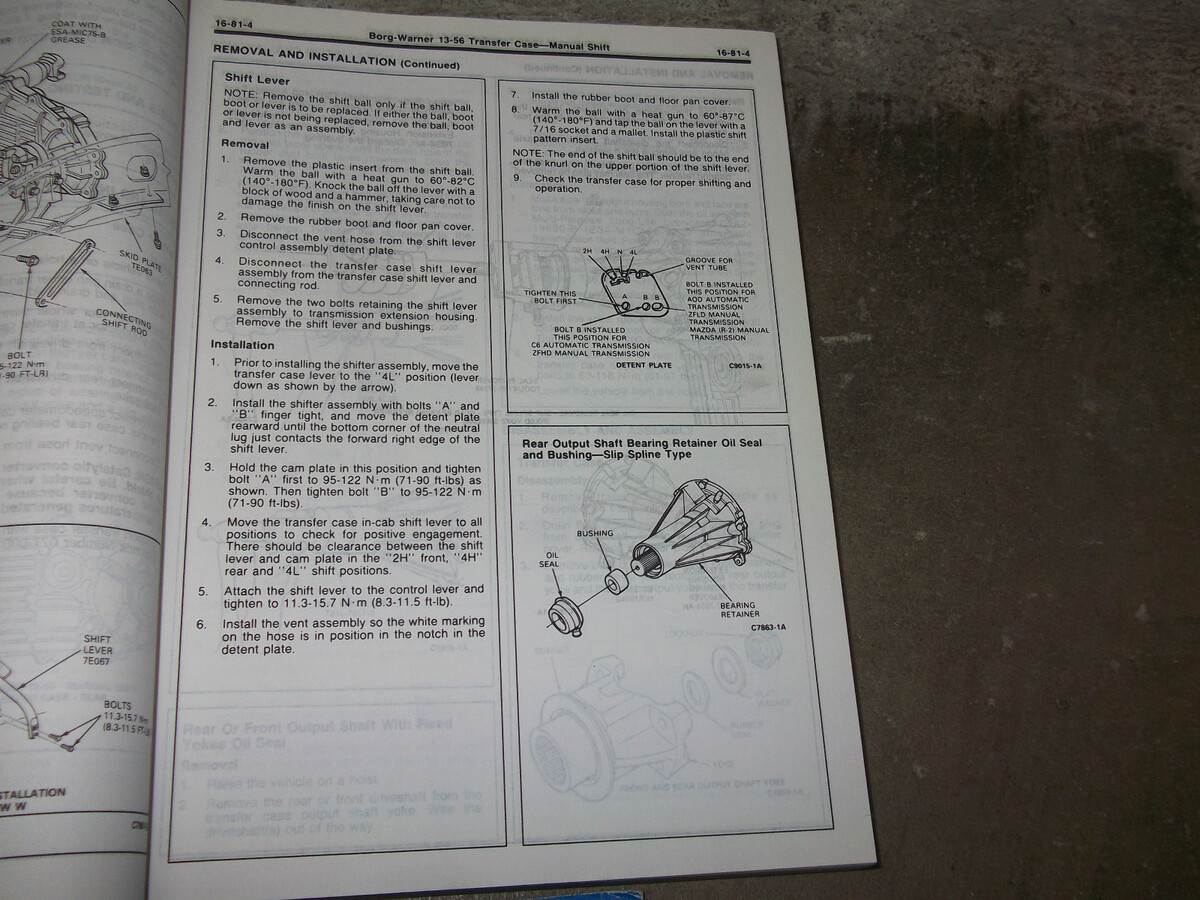 COAT WITH
ESA-MIC75-B
GREASE
SKID PLATE
7E063
CONNECTING
SHIFT ROD
BOLT
5-122 N·m
-90 FT-LB)
SHIFT
LEVER
7E067
BOLTS
11.3-15.7 N·m
(8.3-11.5 FT-LB
STALLATION
16-81-4
Borg-Warner 13-56 Transfer Case—Manual Shift
16-81-4
REMOVAL AND INSTALLATION (Continued)
Shift Lever
NOTE: Remove the shift ball only if the shift ball,
boot or lever is to be replaced. If either the ball, boot
or lever is not being replaced, remove the ball, boot
and lever as an assembly.
Removal
1. Remove the plastic insert from the shift ball.
Warm the ball with a heat gun to 60°-82°C
(140°-180°F). Knock the ball off the lever with a
block of wood and a hammer, taking care not to
damage the finish on the shift lever.
2. Remove the rubber boot and floor pan cover.
3. Disconnect the vent hose from the shift lever
control assembly detent plate.
4. Disconnect the transfer case shift lever
assembly from the transfer case shift lever and
connecting rod.
5. Remove the two bolts retaining the shift lever
assembly to transmission extension housing.
Remove the shift lever and bushings.
Installation
1. Prior to installing the shifter assembly, move the
transfer case lever to the "4L" position (lever
down as shown by the arrow).
2. Install the shifter assembly with bolts "A" and
"B" finger tight, and move the detent plate
rearward until the bottom corner of the neutral
lug just contacts the forward right edge of the
shift lever.
3. Hold the cam plate in this position and tighten
bolt "A" first to 95-122 N·m (71-90 ft-lbs) as
shown. Then tighten bolt "B" to 95-122 N·m
(71-90 ft-lbs).
4. Move the transfer case in-cab shift lever to all
positions to check for positive engagement.
There should be clearance between the shift
lever and cam plate in the "2H" front, "4H"
rear and "4L" shift positions.
5. Attach the shift lever to the control lever and
tighten to 11.3-15.7 N·m (8.3-11.5 ft-lb).
6. Install the vent assembly so the white marking
on the hose is in position in the notch in the
detent plate.
7. Install the rubber boot and floor pan cover.
8. Warm the ball with a heat gun to 60°-87°C
(140°-180°F) and tap the ball on the lever with a
7/16 socket and a mallet. Install the plastic shift
pattern insert.
NOTE: The end of the shift ball should be to the end
of the knurl on the upper portion of the shift lever.
9. Check the transfer case for proper shifting and
operation.
2H 4H N 4L
GROOVE FOR
VENT TUBE
TIGHTEN THIS
BOLT FIRST
A B B
BOLT B INSTALLED
THIS POSITION FOR
AOD AUTOMATIC
TRANSMISSION
ZFLD MANUAL
TRANSMISSION
MAZDA (R-2) MANUAL
TRANSMISSION
BOLT B INSTALLED
THIS POSITION FOR
C6 AUTOMATIC TRANSMISSION
ZFHD MANUAL TRANSMISSION
DETENT PLATE
C9015-1A
Rear Output Shaft Bearing Retainer Oil Seal
and Bushing—Slip Spline Type
BUSHING
OIL
SEAL
BEARING
RETAINER
C7863-1A